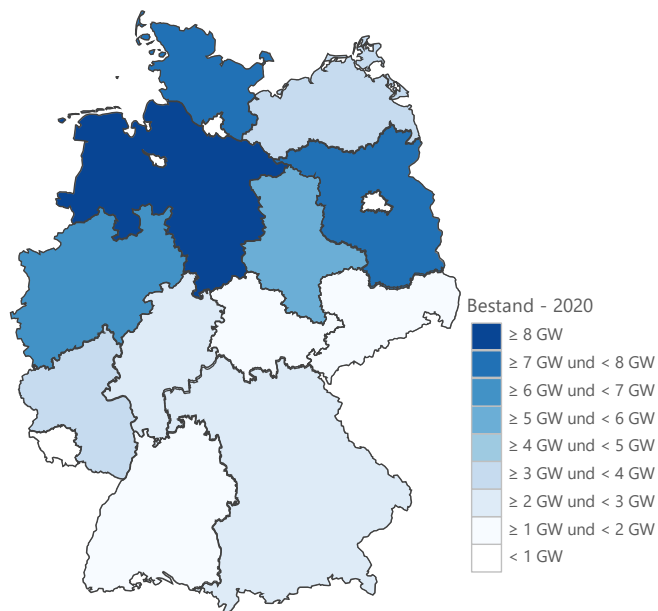 Bestand - 2020
≥ 8 GW
≥ 7 GW und < 8 GW
≥ 6 GW und < 7 GW
≥ 5 GW und < 6 GW
≥ 4 GW und < 5 GW
≥ 3 GW und < 4 GW
≥ 2 GW und < 3 GW
≥ 1 GW und < 2 GW
< 1 GW